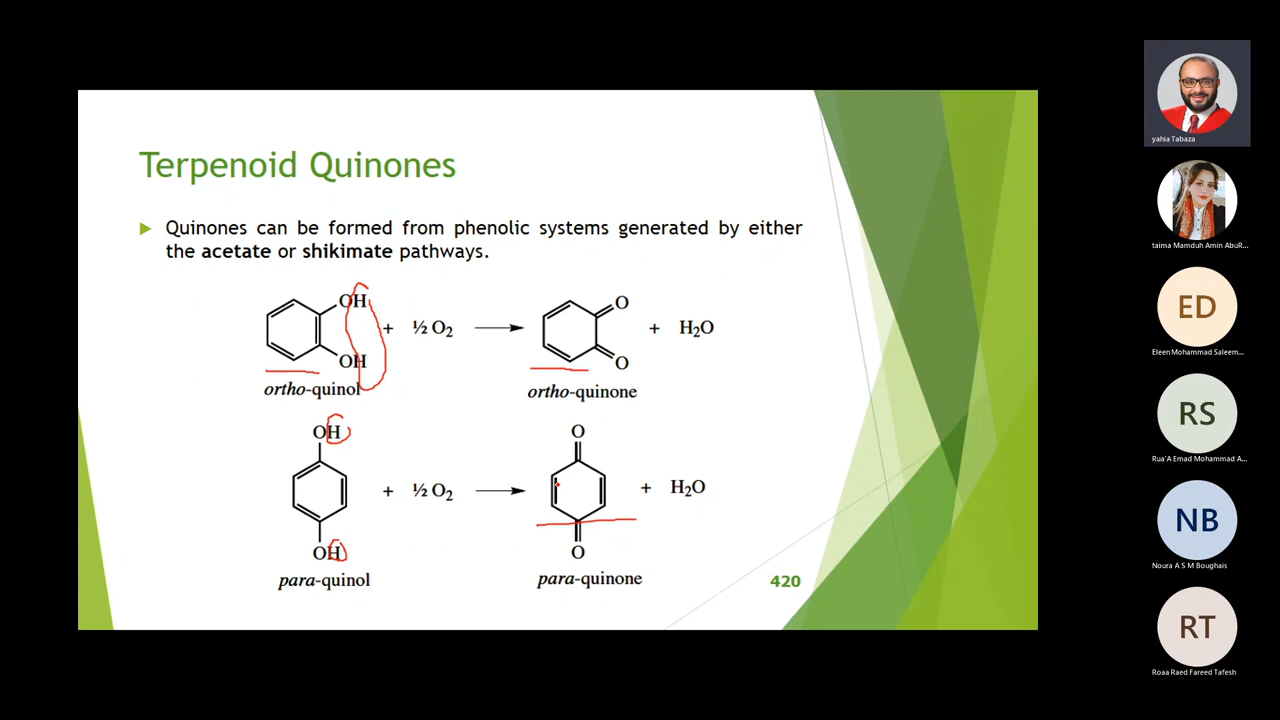 Terpenoid Quinones
Quinones can be formed from phenolic systems generated by either
the acetate or shikimate pathways.
OH
OH
+ ½ O₂
O
O
+ H₂O
ortho-quinol
ortho-quinone
OH
OH
+ ½ O₂
O
O
+ H₂O
para-quinol
para-quinone
420
yahia Tabaza
taima Mamduh Amin AbuR...
ED
Eleen Mohammad Saleem...
RS
Rua'A Emad Mohammad A...
NB
Noura A S M Boughais
RT
Roaa Raed Fareed Tafesh